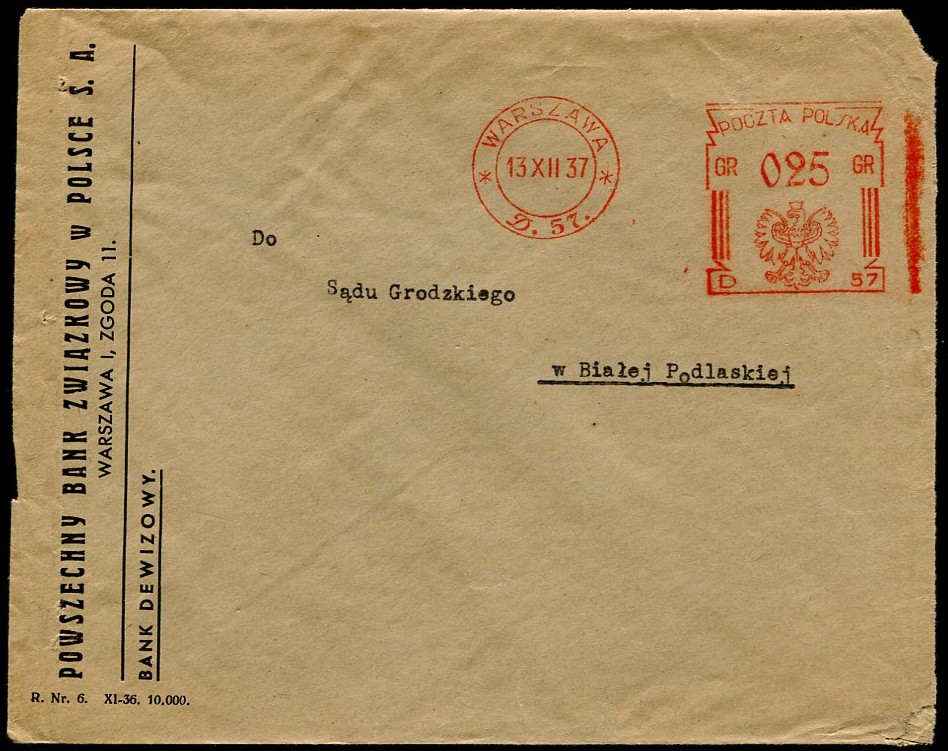 POWSZECHNY BANK ZWIĄZKOWY W POLSCE S. A.
WARSZAWA I, ZGODA 11.
BANK DEWIZOWY.
R. Nr. 6. XI-36. 10.000.
* WARSZAWA *
13 XII 37
D. 57.
POCZTA POLSKA
GR 025 GR
D 57
Do
Sądu Grodzkiego
w Białej Podlaskiej